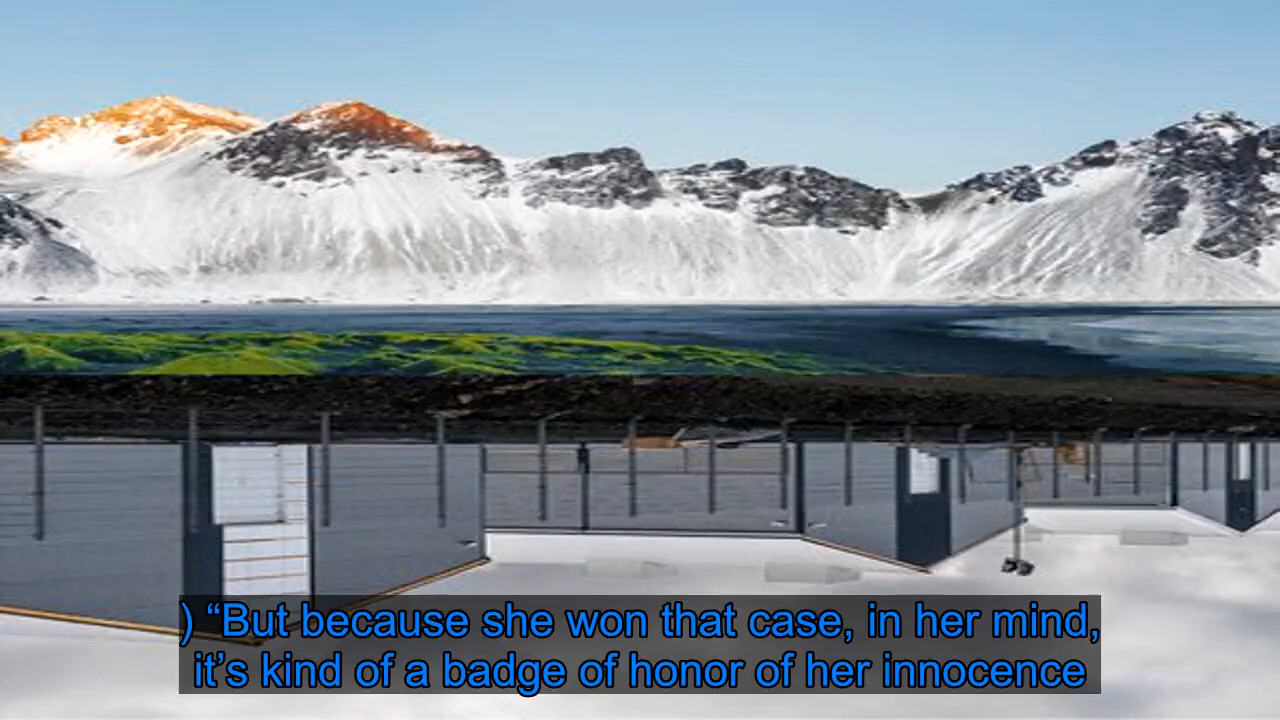 ) “But because she won that case, in her mind,
it’s kind of a badge of honor of her innocence